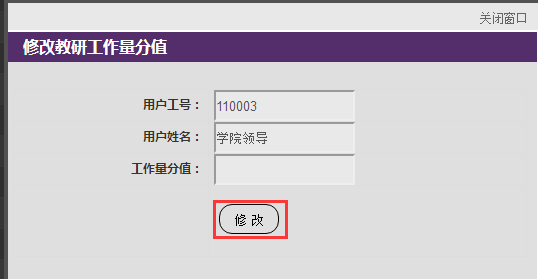 关闭窗口
修改教研工作量分值
用户工号： 110003
用户姓名： 学院领导
工作量分值：
修 改